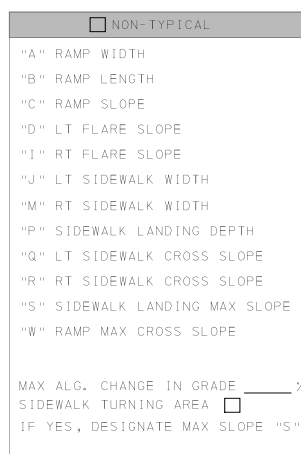 NON-TYPICAL
"A" RAMP WIDTH
"B" RAMP LENGTH
"C" RAMP SLOPE
"D" LT FLARE SLOPE
"I" RT FLARE SLOPE
"J" LT SIDEWALK WIDTH
"M" RT SIDEWALK WIDTH
"P" SIDEWALK LANDING DEPTH
"Q" LT SIDEWALK CROSS SLOPE
"R" RT SIDEWALK CROSS SLOPE
"S" SIDEWALK LANDING MAX SLOPE
"W" RAMP MAX CROSS SLOPE
MAX ALG. CHANGE IN GRADE ______ %
SIDEWALK TURNING AREA
IF YES, DESIGNATE MAX SLOPE "S"